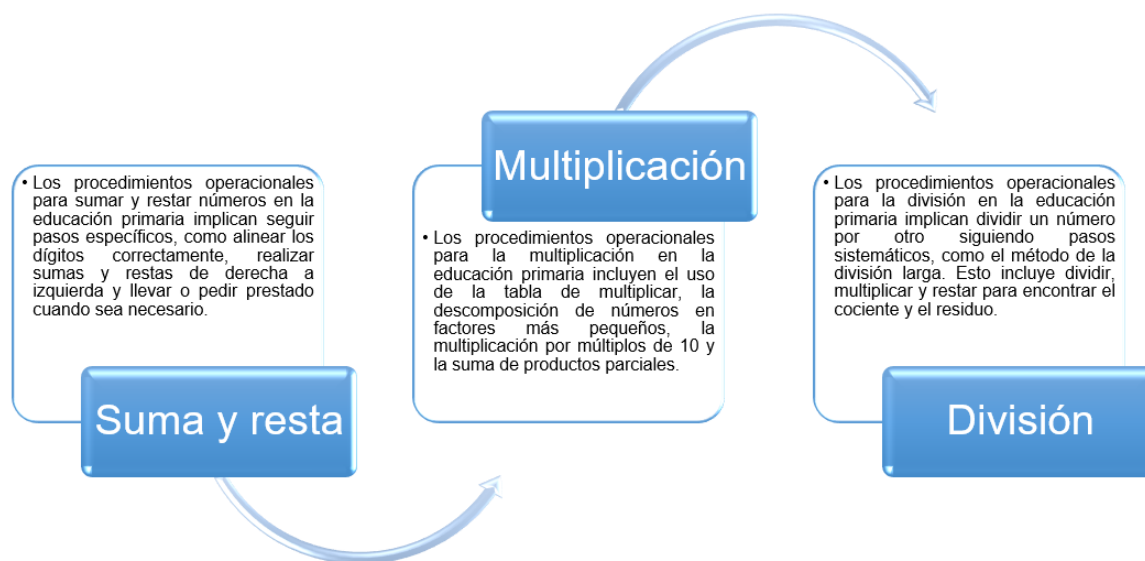 • Los procedimientos operacionales
para sumar y restar números en la
educación primaria implican seguir
pasos específicos, como alinear los
dígitos correctamente, realizar
sumas y restas de derecha a
izquierda y llevar o pedir prestado
cuando sea necesario.
Suma y resta
Multiplicación
• Los procedimientos operacionales
para la multiplicación en la
educación primaria incluyen el uso
de la tabla de multiplicar, la
descomposición de números en
factores más pequeños, la
multiplicación por múltiplos de 10 y
la suma de productos parciales.
• Los procedimientos operacionales
para la división en la educación
primaria implican dividir un número
por otro siguiendo pasos
sistemáticos, como el método de la
división larga. Esto incluye dividir,
multiplicar y restar para encontrar el
cociente y el residuo.
División